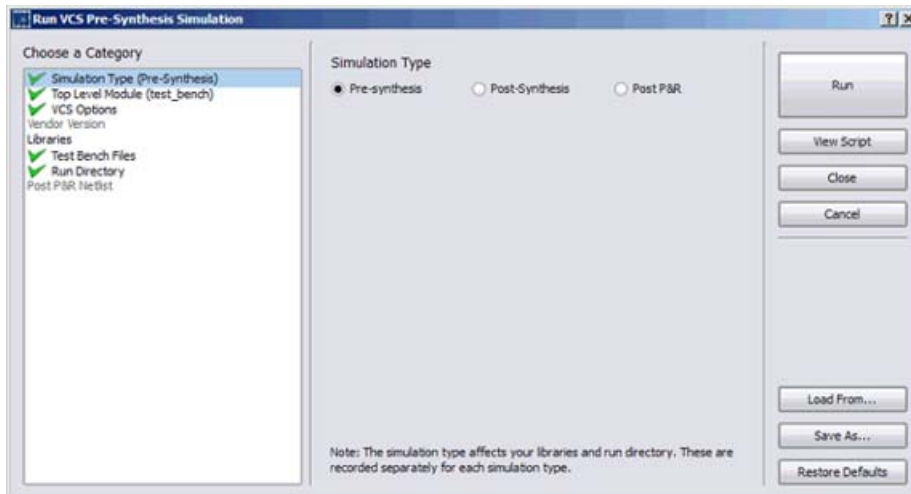 Run VCS Pre-Synthesis Simulation
Choose a Category
Simulation Type (Pre-Synthesis)
Top Level Module (test_bench)
VCS Options
Vendor Version
Libraries
Test Bench Files
Run Directory
Post P&R Netlist
Simulation Type
Pre-synthesis
Post-Synthesis
Post P&R
Note: The simulation type affects your libraries and run directory. These are
recorded separately for each simulation type.
Run
View Script
Close
Cancel
Load From...
Save As...
Restore Defaults